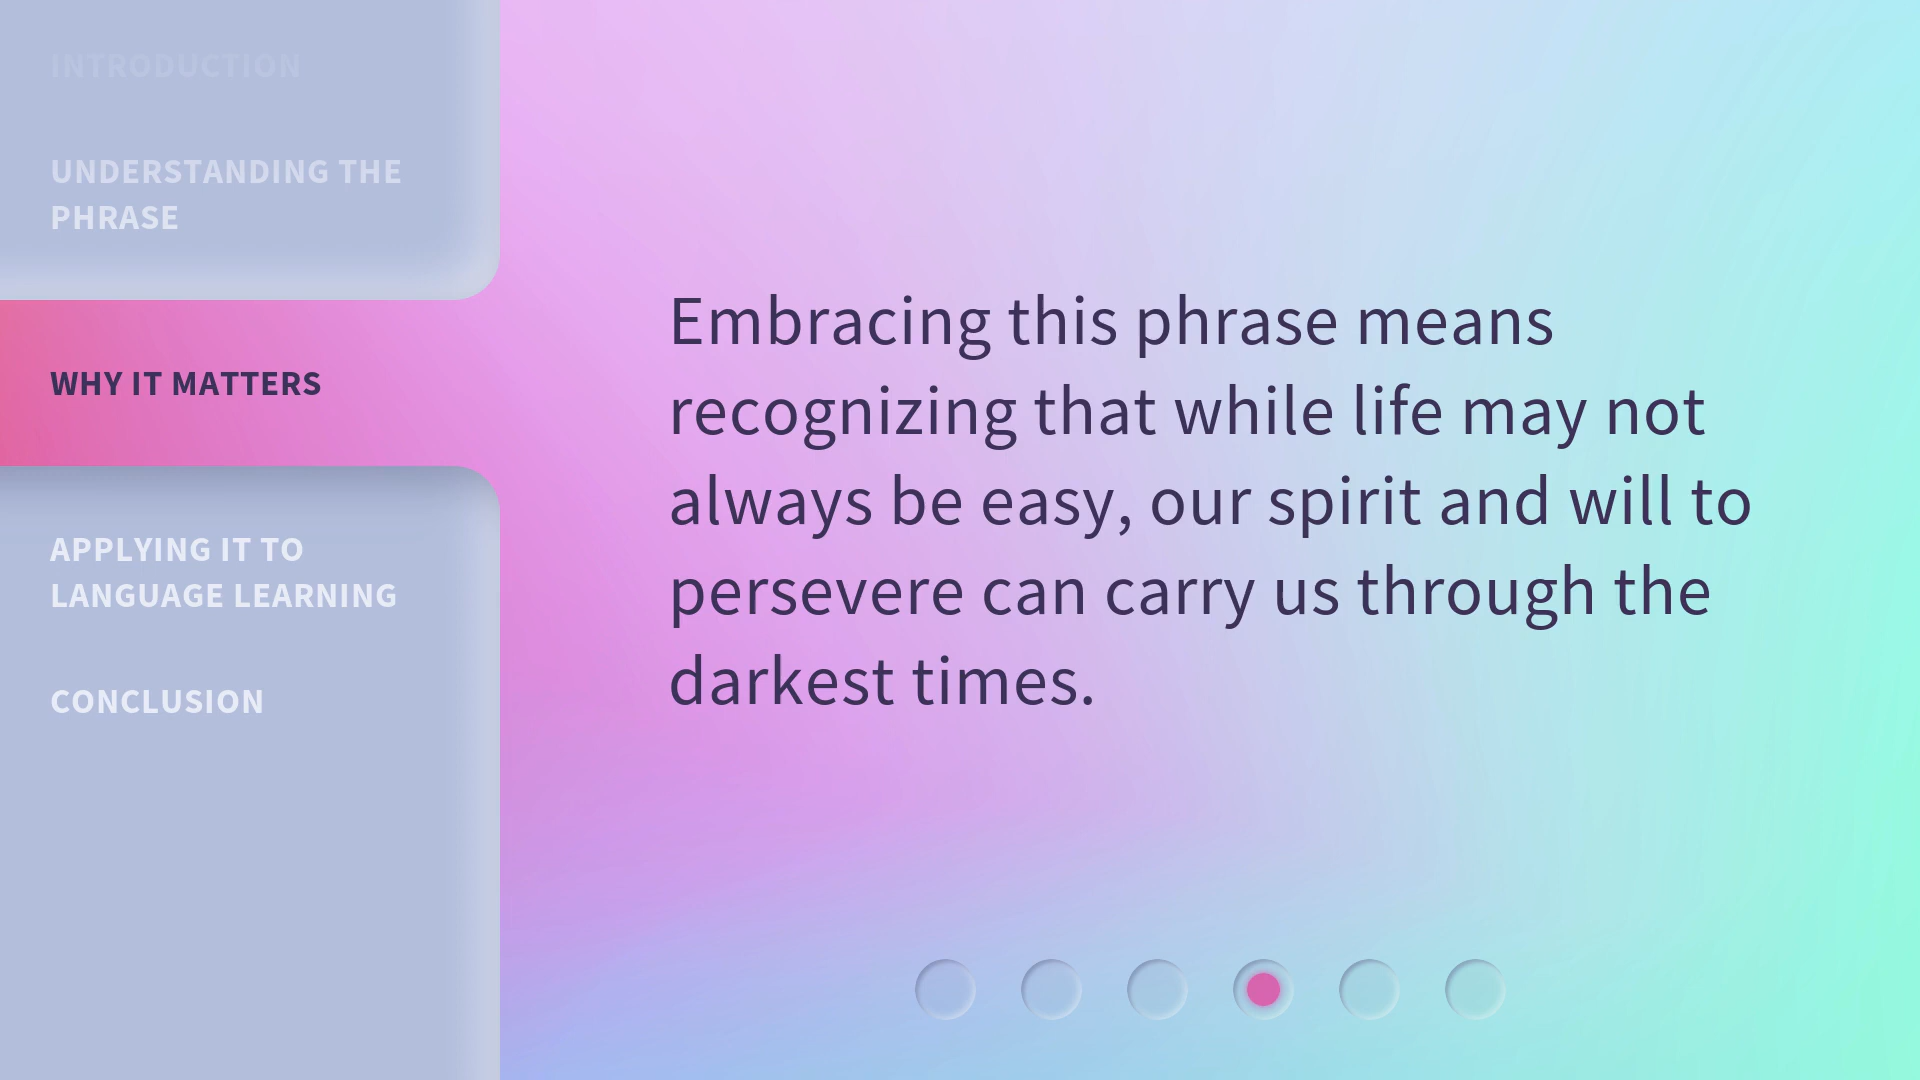 INTRODUCTION
UNDERSTANDING THE
PHRASE
WHY IT MATTERS
APPLYING IT TO
LANGUAGE LEARNING
CONCLUSION
Embracing this phrase means
recognizing that while life may not
always be easy, our spirit and will to
persevere can carry us through the
darkest times.